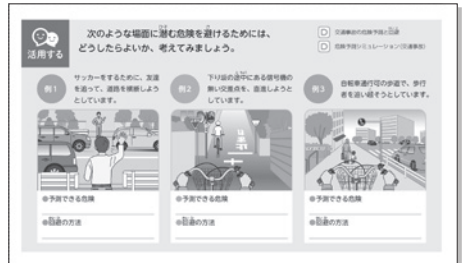 活用する
次のような場面に潜む危険を避けるためには、
どうしたらよいか、考えてみましょう。
D 交通事故の危険予測と回避
D 危険予測シミュレーション(交通事故)
例1
サッカーをするために、友達
を追って、道路を横断しよう
としています。
例2
下り坂の途中にある信号機の
無い交差点を、直進しようと
しています。
例3
自転車通行可の歩道で、歩行
者を追い越そうとしています。
●予測できる危険
●回避の方法
●予測できる危険
●回避の方法
●予測できる危険
●回避の方法